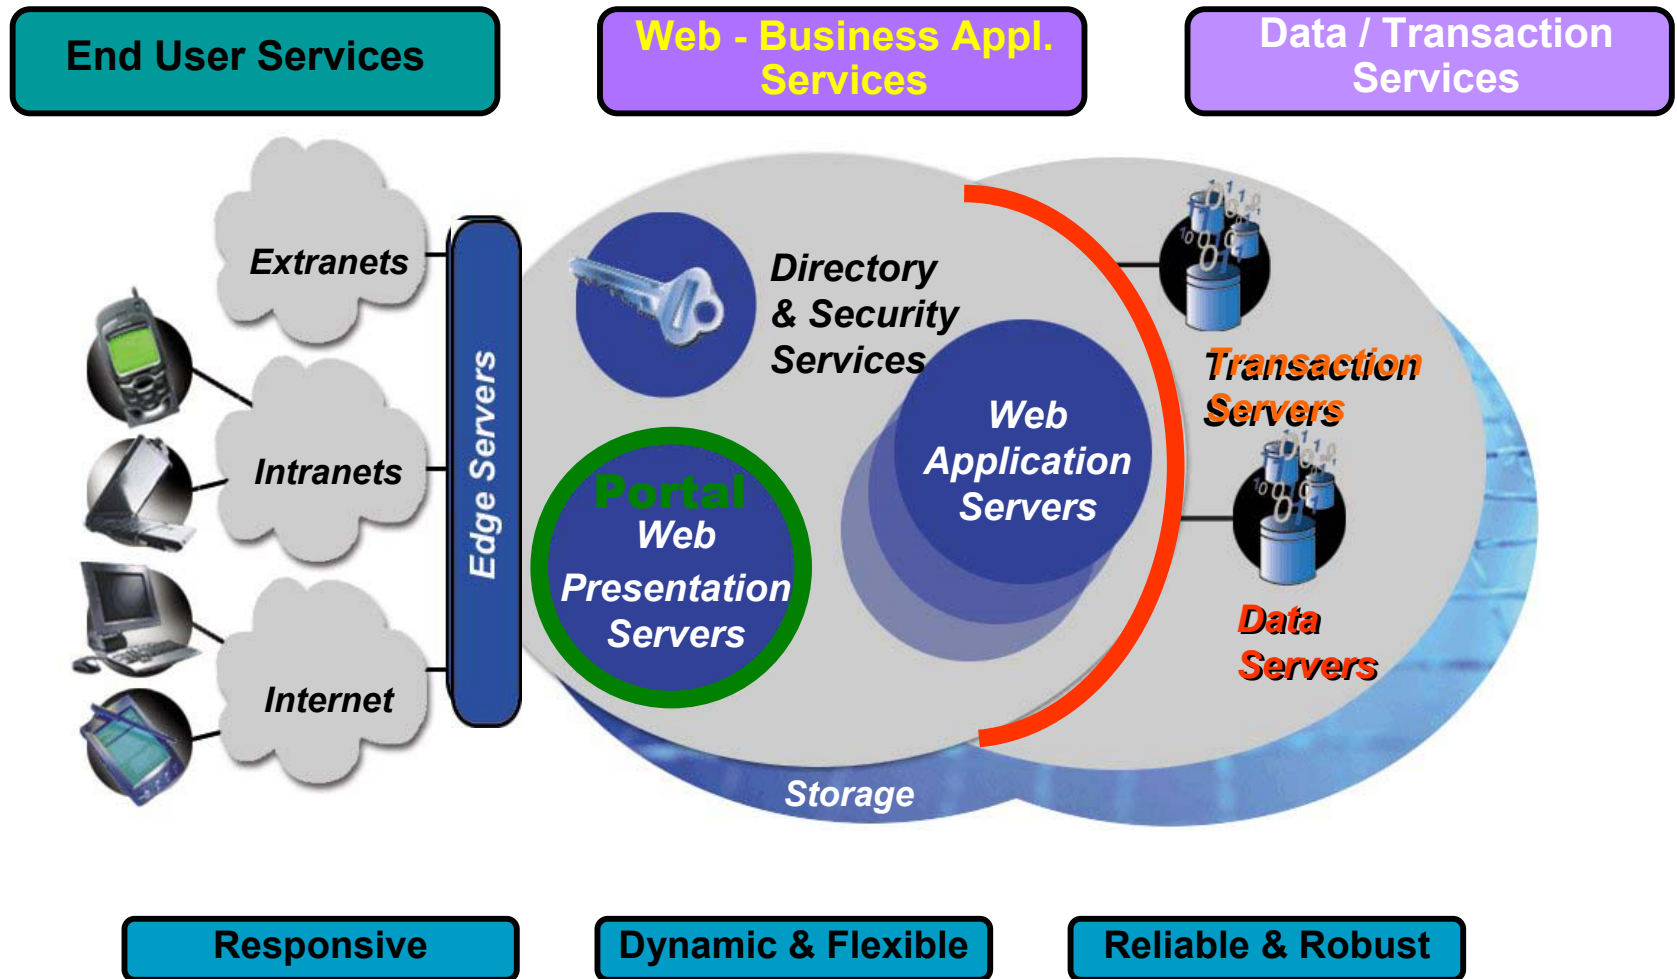 End User Services
Web - Business Appl.
Services
Data / Transaction
Services
Extranets
Intranets
Internet
Edge Servers
Directory
& Security
Services
Portal
Web
Presentation
Servers
Web
Application
Servers
Transaction
Servers
Data
Servers
Storage
Responsive
Dynamic & Flexible
Reliable & Robust